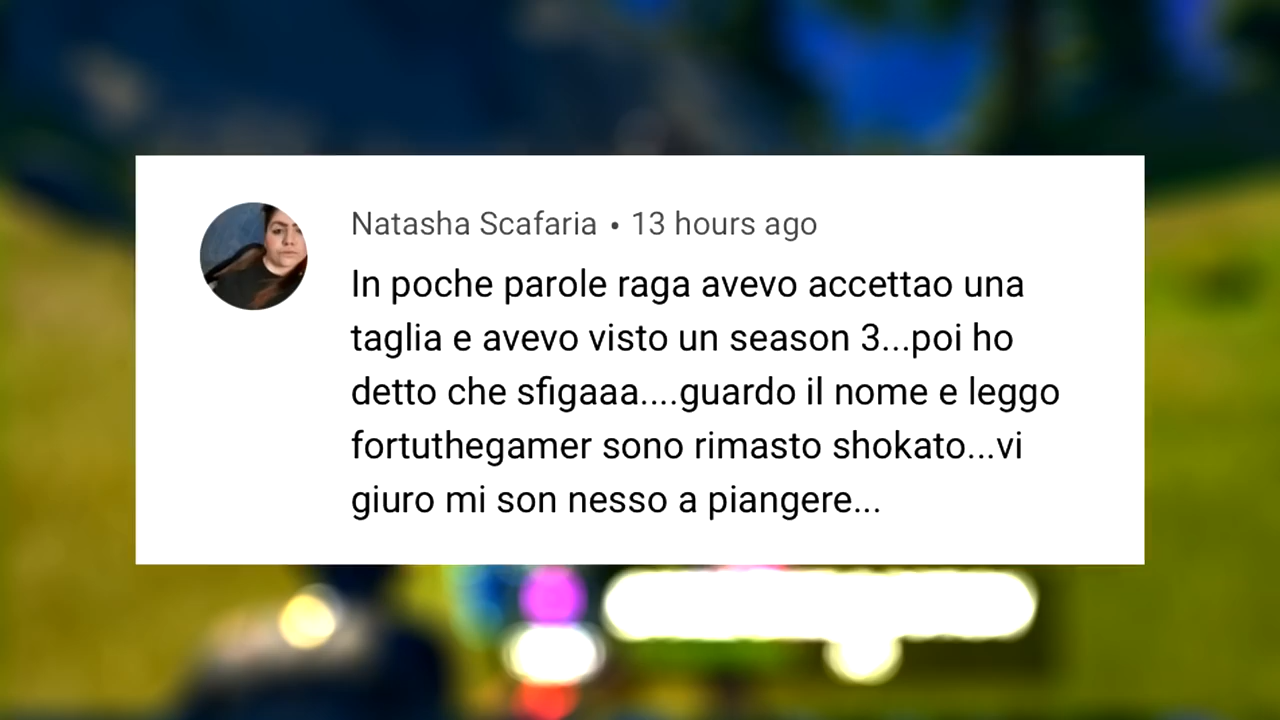 Natasha Scafaria • 13 hours ago
In poche parole raga avevo accettao una
taglia e avevo visto un season 3...poi ho
detto che sfigaaa....guardo il nome e leggo
fortuthegamer sono rimasto shokato...vi
giuro mi son nesso a piangere...